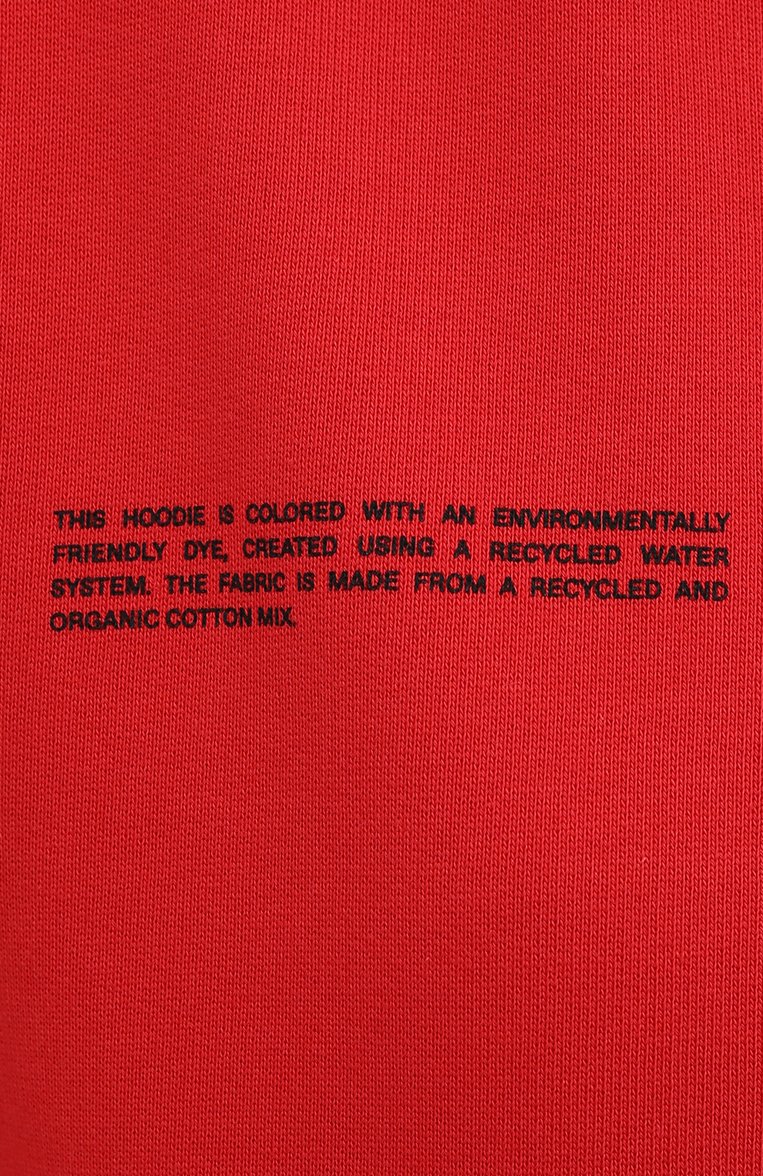 THIS HOODIE IS COLORED WITH AN ENVIRONMENTALLY
FRIENDLY DYE, CREATED USING A RECYCLED WATER
SYSTEM. THE FABRIC IS MADE FROM A RECYCLED AND
ORGANIC COTTON MIX.